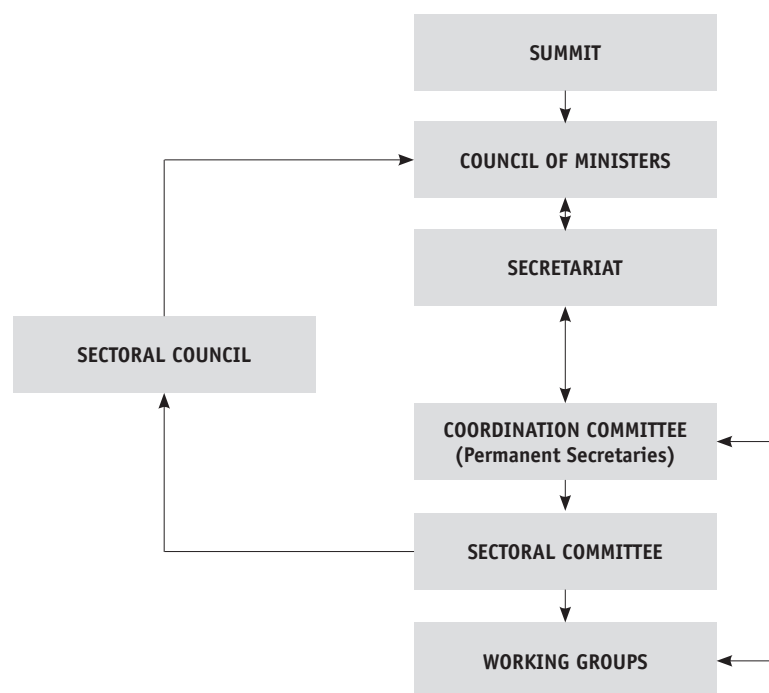 SUMMIT
COUNCIL OF MINISTERS
SECRETARIAT
SECTORAL COUNCIL
COORDINATION COMMITTEE
(Permanent Secretaries)
SECTORAL COMMITTEE
WORKING GROUPS